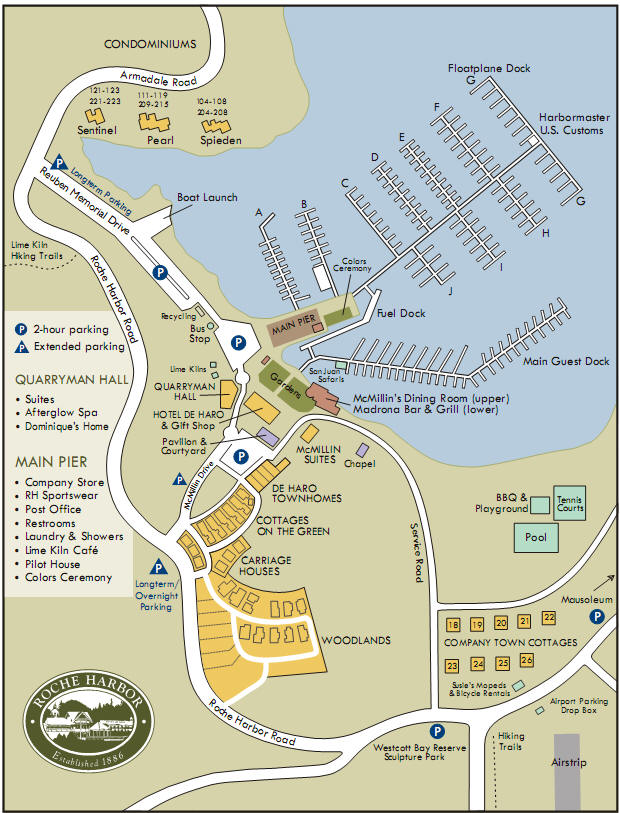 CONDOMINIUMS
Armadale Road
121-123
221-223
111-119
209-215
104-108
204-208
Sentinel
Pearl
Spieden
Floatplane Dock
G
Harbormaster
U.S. Customs
F
E
D
C
B
A
G
H
I
J
P
Longterm Parking
Reuben Memorial Drive
Boat Launch
Lime Kiln
Hiking Trails
Roche Harbor Road
P
Colors
Ceremony
MAIN PIER
Fuel Dock
Recycling
Bus
Stop
P
P 2-hour parking
P Extended parking
Main Guest Dock
San Juan
Safaris
Lime Kilns
Gardens
QUARRYMAN
HALL
McMillin's Dining Room (upper)
Madrona Bar & Grill (lower)
HOTEL DE HARO
& Gift Shop
Pavilion &
Courtyard
P
McMILLIN
SUITES
Chapel
QUARRYMAN HALL
• Suites
• Afterglow Spa
• Dominique's Home
MAIN PIER
• Company Store
• RH Sportswear
• Post Office
• Restrooms
• Laundry & Showers
• Lime Kiln Café
• Pilot House
• Colors Ceremony
P
McMillin Drive
DE HARO
TOWNHOMES
COTTAGES
ON THE GREEN
CARRIAGE
HOUSES
P
Longterm/
Overnight
Parking
WOODLANDS
Service Road
BBQ &
Playground
Tennis
Courts
Pool
Mausoleum
P
18
19
20
21
22
COMPANY TOWN COTTAGES
23
24
25
26
Susie's Mopeds
& Bicycle Rentals
Airport Parking
Drop Box
Roche Harbor Road
P
Westcott Bay Reserve
Sculpture Park
Hiking
Trails
Airstrip
ROCHE HARBOR
Established 1886